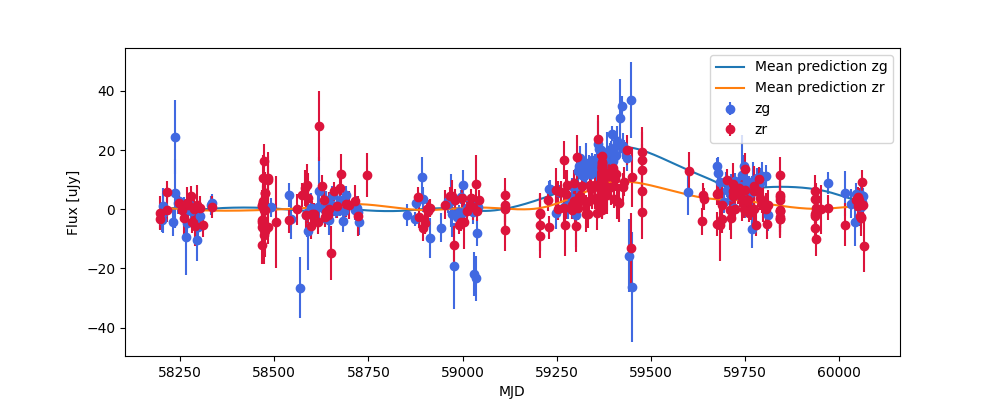 Mean prediction zg
Mean prediction zr
zg
zr
Flux [uJy]
40
20
0
−20
−40
58250
58500
58750
59000
59250
59500
59750
60000
MJD